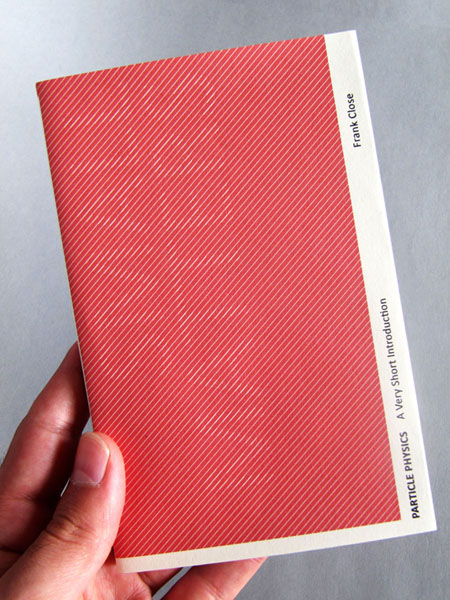 PARTICLE PHYSICS A Very Short Introduction
Frank Close